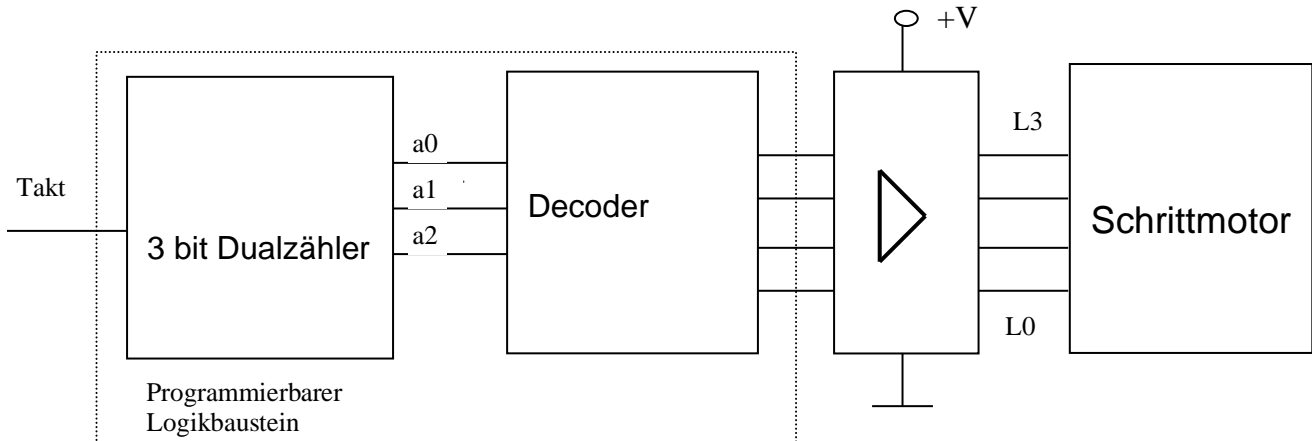 +V
L3
a0
Takt
a1
Decoder
Schrittmotor
3 bit Dualzähler
a2
L0
Programmierbarer
Logikbaustein